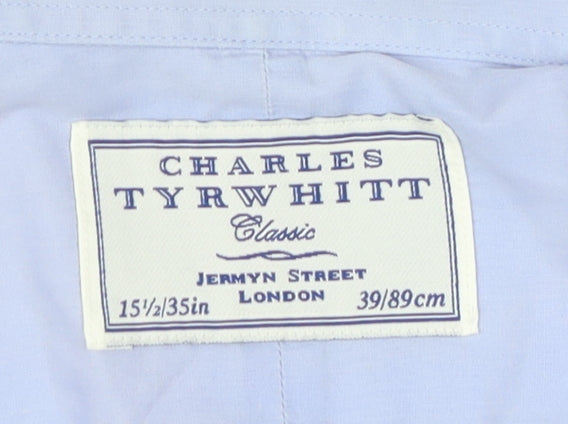 CHARLES
TYRWHITT
Classic
JERMYN STREET
LONDON
15½/35in
39/89cm